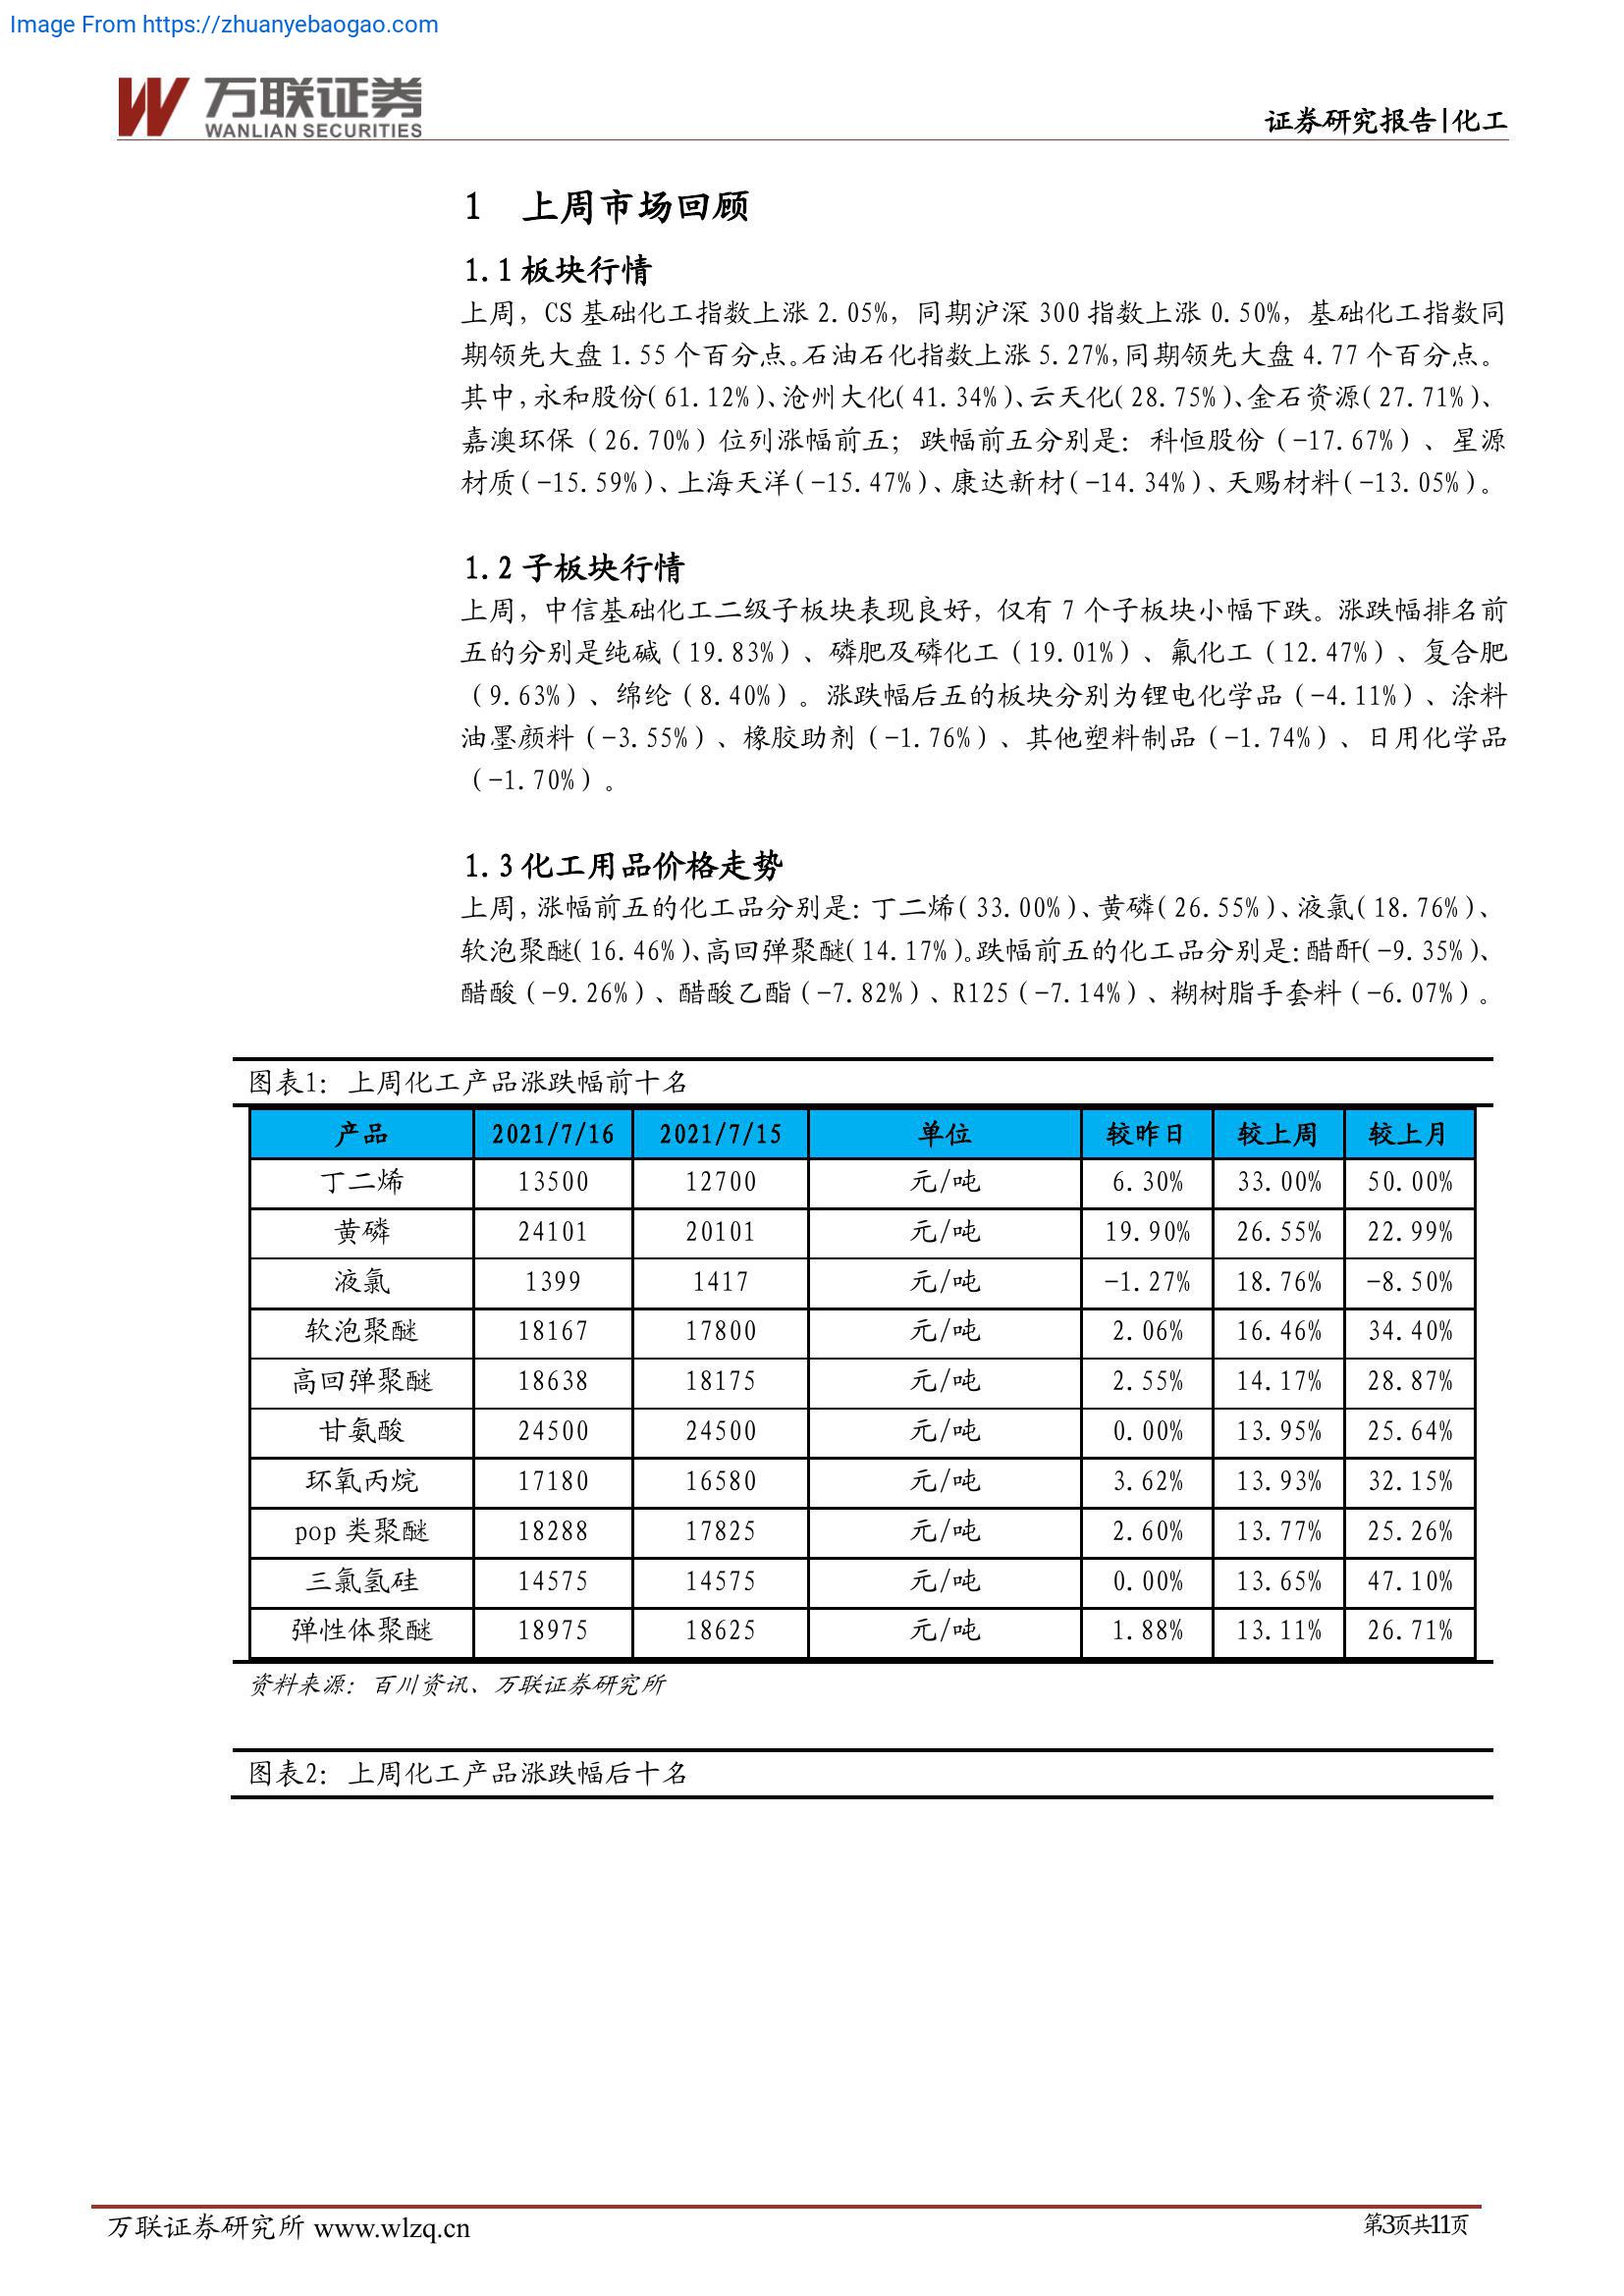 Image From https://zhuanyebaogao.com
万联证券
WANLIAN SECURITIES
证券研究报告|化工
1 上周市场回顾
1.1 板块行情
上周，CS 基础化工指数上涨 2.05%，同期沪深 300 指数上涨 0.50%，基础化工指数同
期领先大盘 1.55 个百分点。石油石化指数上涨 5.27%，同期领先大盘 4.77 个百分点。
其中，永和股份（61.12%）、沧州大化（41.34%）、云天化（28.75%）、金石资源（27.71%）、
嘉澳环保（26.70%）位列涨幅前五；跌幅前五分别是：科恒股份（-17.67%）、星源
材质（-15.59%）、上海天洋（-15.47%）、康达新材（-14.34%）、天赐材料（-13.05%）。
1.2 子板块行情
上周，中信基础化工二级子板块表现良好，仅有 7 个子板块小幅下跌。涨跌幅排名前
五的分别是纯碱（19.83%）、磷肥及磷化工（19.01%）、氟化工（12.47%）、复合肥
（9.63%）、绵纶（8.40%）。涨跌幅后五的板块分别为锂电化学品（-4.11%）、涂料
油墨颜料（-3.55%）、橡胶助剂（-1.76%）、其他塑料制品（-1.74%）、日用化学品
（-1.70%）。
1.3 化工用品价格走势
上周，涨幅前五的化工品分别是：丁二烯（33.00%）、黄磷（26.55%）、液氯（18.76%）、
软泡聚醚（16.46%）、高回弹聚醚（14.17%）。跌幅前五的化工品分别是：醋酐（-9.35%）、
醋酸（-9.26%）、醋酸乙酯（-7.82%）、R125（-7.14%）、糊树脂手套料（-6.07%）。
图表1：上周化工产品涨跌幅前十名
产品 2021/7/16 2021/7/15 单位 较昨日 较上周 较上月
丁二烯 13500 12700 元/吨 6.30% 33.00% 50.00%
黄磷 24101 20101 元/吨 19.90% 26.55% 22.99%
液氯 1399 1417 元/吨 -1.27% 18.76% -8.50%
软泡聚醚 18167 17800 元/吨 2.06% 16.46% 34.40%
高回弹聚醚 18638 18175 元/吨 2.55% 14.17% 28.87%
甘氨酸 24500 24500 元/吨 0.00% 13.95% 25.64%
环氧丙烷 17180 16580 元/吨 3.62% 13.93% 32.15%
pop 类聚醚 18288 17825 元/吨 2.60% 13.77% 25.26%
三氯氢硅 14575 14575 元/吨 0.00% 13.65% 47.10%
弹性体聚醚 18975 18625 元/吨 1.88% 13.11% 26.71%
资料来源：百川资讯、万联证券研究所
图表2：上周化工产品涨跌幅后十名
万联证券研究所 www.wlzq.cn
第3页共11页